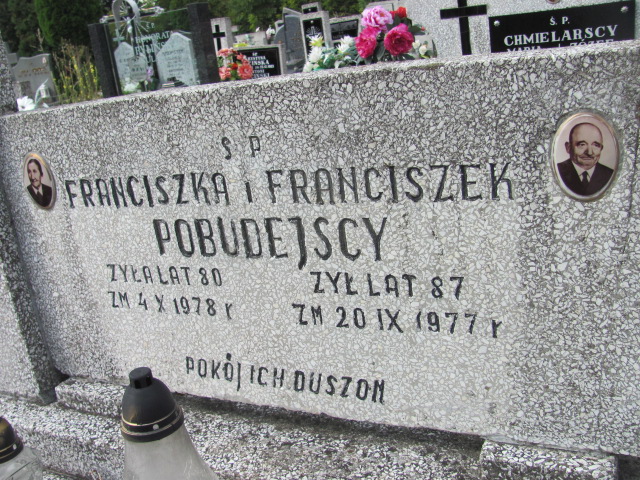 Ś. P.
CHMIELARSCY
Ś P
FRANCISZKA i FRANCISZEK
POBUDEJSCY
ŻYŁA LAT 80
ZM 4 X 1978 r
ŻYŁ LAT 87
ZM 20 IX 1977 r
POKÓJ ICH DUSZOM